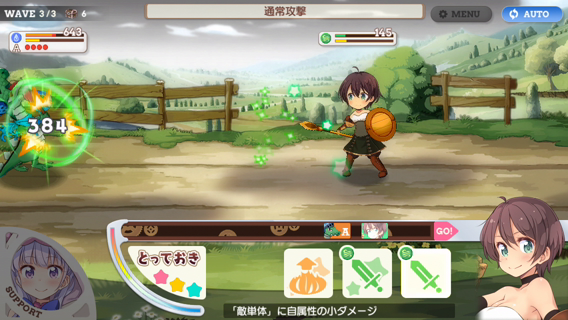 WAVE 3/3 6
通常攻撃
MENU
AUTO
643
A
145
384
A
GO!
とっておき
SUPPORT
「敵単体」に自属性の小ダメージ